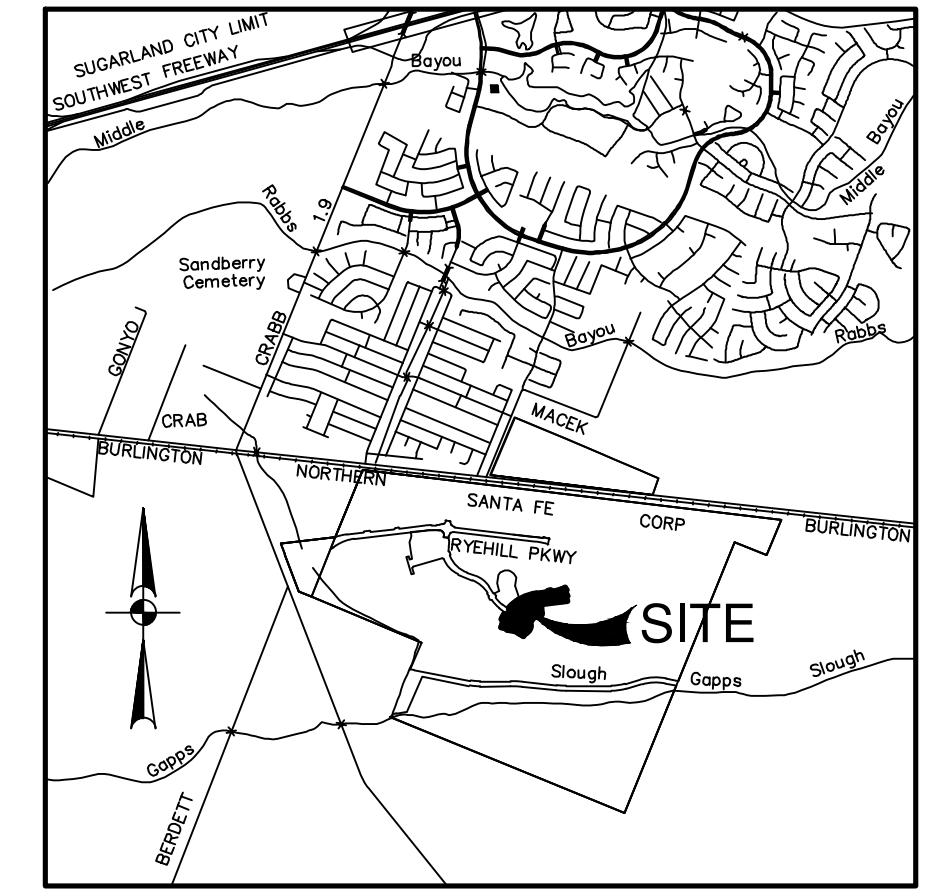 SUGARLAND CITY LIMIT
SOUTHWEST FREEWAY
Bayou
Middle
Bayou
Middle
Rabbs
1.9
Sandberry
Cemetery
GONYO
CRABB
Bayou
Rabbs
CRAB
MACEK
BURLINGTON
NORTHERN
SANTA FE
CORP
BURLINGTON
RYEHILL PKWY
SITE
Slough
Gapps
Slough
Gapps
BERDETT